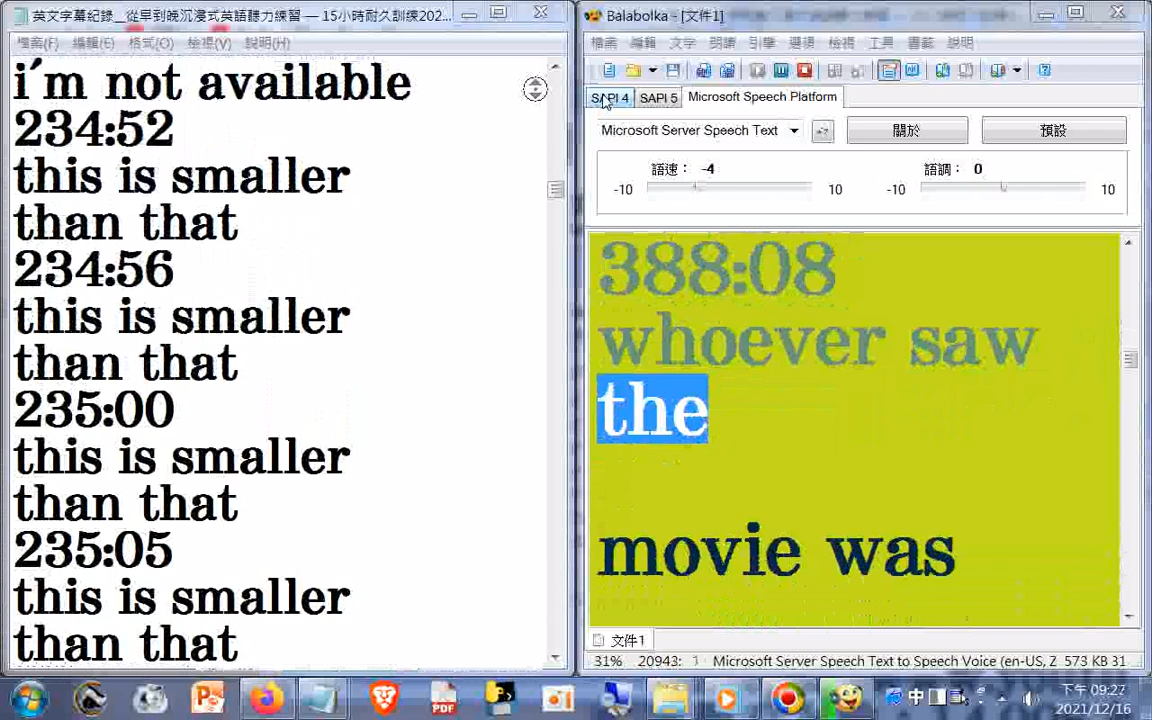 英文字幕紀錄__從早到晚沉浸式英語聽力練習 — 15小時耐久訓練202...
檔案(F) 編輯(E) 格式(O) 檢視(V) 說明(H)
i´m not available
234:52
this is smaller
than that
234:56
this is smaller
than that
235:00
this is smaller
than that
235:05
this is smaller
than that
Balabolka - [文件1]
檔案 編輯 文字 朗讀 引擎 選項 檢視 工具 書籤 說明
SAPI 4 SAPI 5 Microsoft Speech Platform
Microsoft Server Speech Text 關於 預設
語速： -4 語調： 0
-10 10 -10 10
388:08
whoever saw
the
movie was
文件1
31% 20943: 1 Microsoft Server Speech Text to Speech Voice (en-US, Z 573 KB 31
PDF 中 下午 09:27
2021/12/16